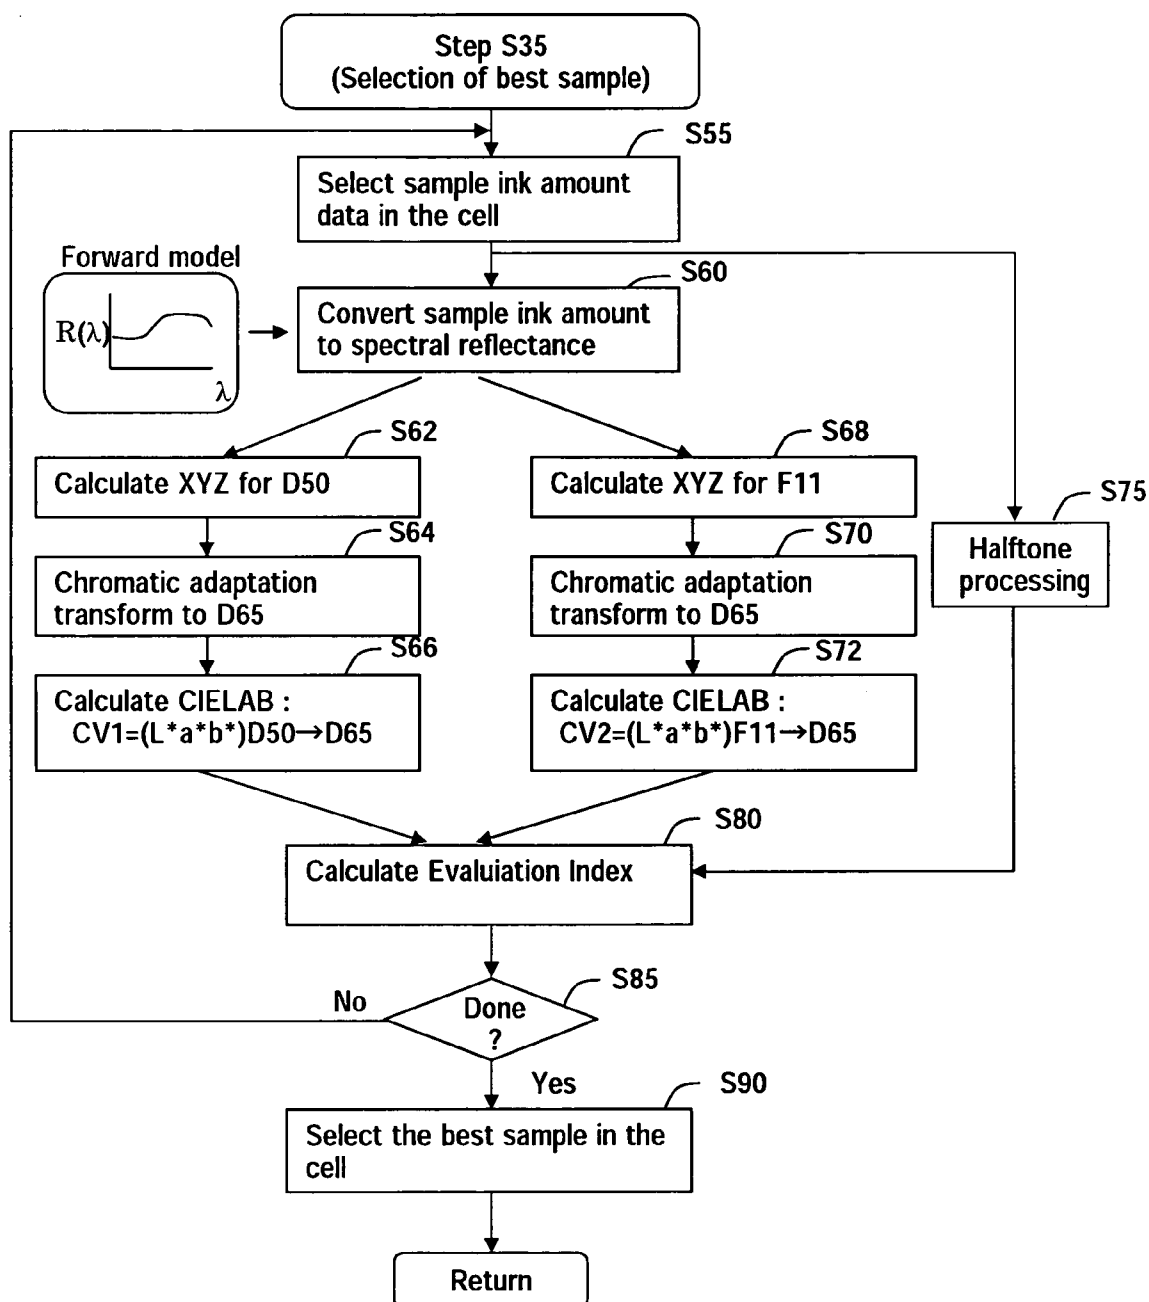 Step S35
(Selection of best sample)
S55
Select sample ink amount
data in the cell
Forward model
R(λ)
λ
S60
Convert sample ink amount
to spectral reflectance
S62
Calculate XYZ for D50
S68
Calculate XYZ for F11
S75
Halftone
processing
S64
Chromatic adaptation
transform to D65
S70
Chromatic adaptation
transform to D65
S66
Calculate CIELAB :
CV1=(L*a*b*)D50→D65
S72
Calculate CIELAB :
CV2=(L*a*b*)F11→D65
S80
Calculate Evaluiation Index
S85
Done
?
No
Yes
S90
Select the best sample in the
cell
Return